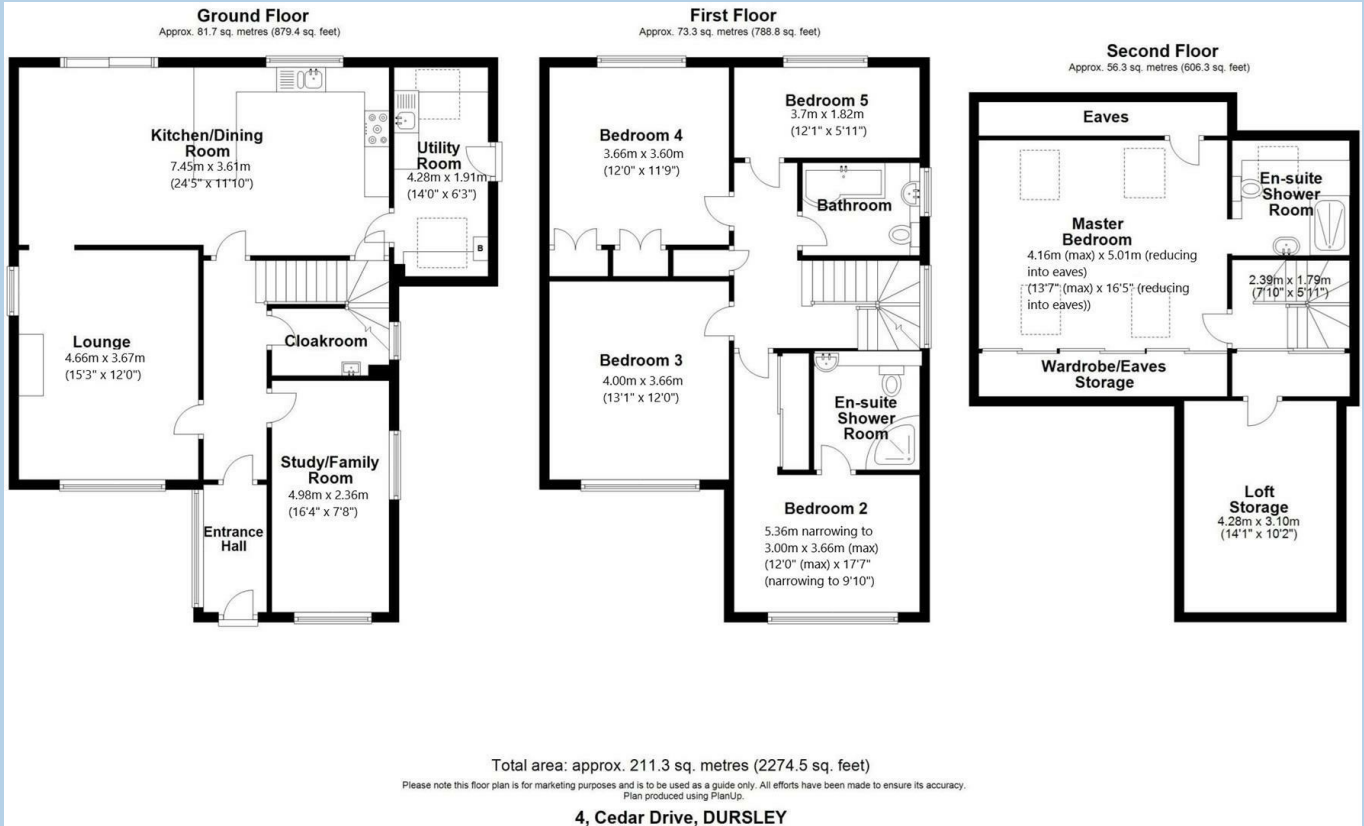 Ground Floor
Approx. 81.7 sq. metres (879.4 sq. feet)
Kitchen/Dining
Room
7.45m x 3.61m
(24'5" x 11'10")
Utility
Room
4.28m x 1.91m
(14'0" x 6'3")
B
Lounge
4.66m x 3.67m
(15'3" x 12'0")
Cloakroom
Study/Family
Room
4.98m x 2.36m
(16'4" x 7'8")
Entrance
Hall
First Floor
Approx. 73.3 sq. metres (788.8 sq. feet)
Bedroom 4
3.66m x 3.60m
(12'0" x 11'9")
Bedroom 5
3.7m x 1.82m
(12'1" x 5'11")
Bathroom
Bedroom 3
4.00m x 3.66m
(13'1" x 12'0")
En-suite
Shower
Room
Bedroom 2
5.36m narrowing to
3.00m x 3.66m (max)
(12'0" (max) x 17'7"
(narrowing to 9'10")
Second Floor
Approx. 56.3 sq. metres (606.3 sq. feet)
Eaves
En-suite
Shower
Room
Master
Bedroom
4.16m (max) x 5.01m (reducing
into eaves)
(13'7" (max) x 16'5" (reducing
into eaves))
2.39m x 1.79m
(7'10" x 5'11")
Wardrobe/Eaves
Storage
Loft
Storage
4.28m x 3.10m
(14'1" x 10'2")
Total area: approx. 211.3 sq. metres (2274.5 sq. feet)
Please note this floor plan is for marketing purposes and is to be used as a guide only. All efforts have been made to ensure its accuracy.
Plan produced using PlanUp.
4, Cedar Drive, DURSLEY